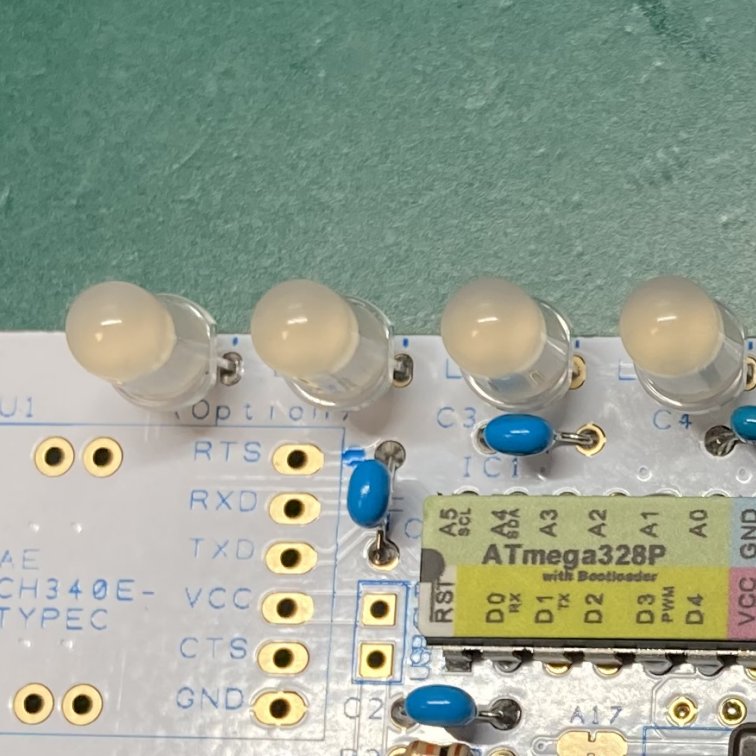 U1
(Option)
C3
C4
RTS
IC1
RXD
A5 A4 A3 A2 A1 A0 GND
SCL SDA
TXD
ATmega328P
with Bootloader
AE
CH340E-
TYPEC
RST D0 D1 D2 D3 D4 VCC
RX TX PWM
VCC
CTS
GND
C2
A17